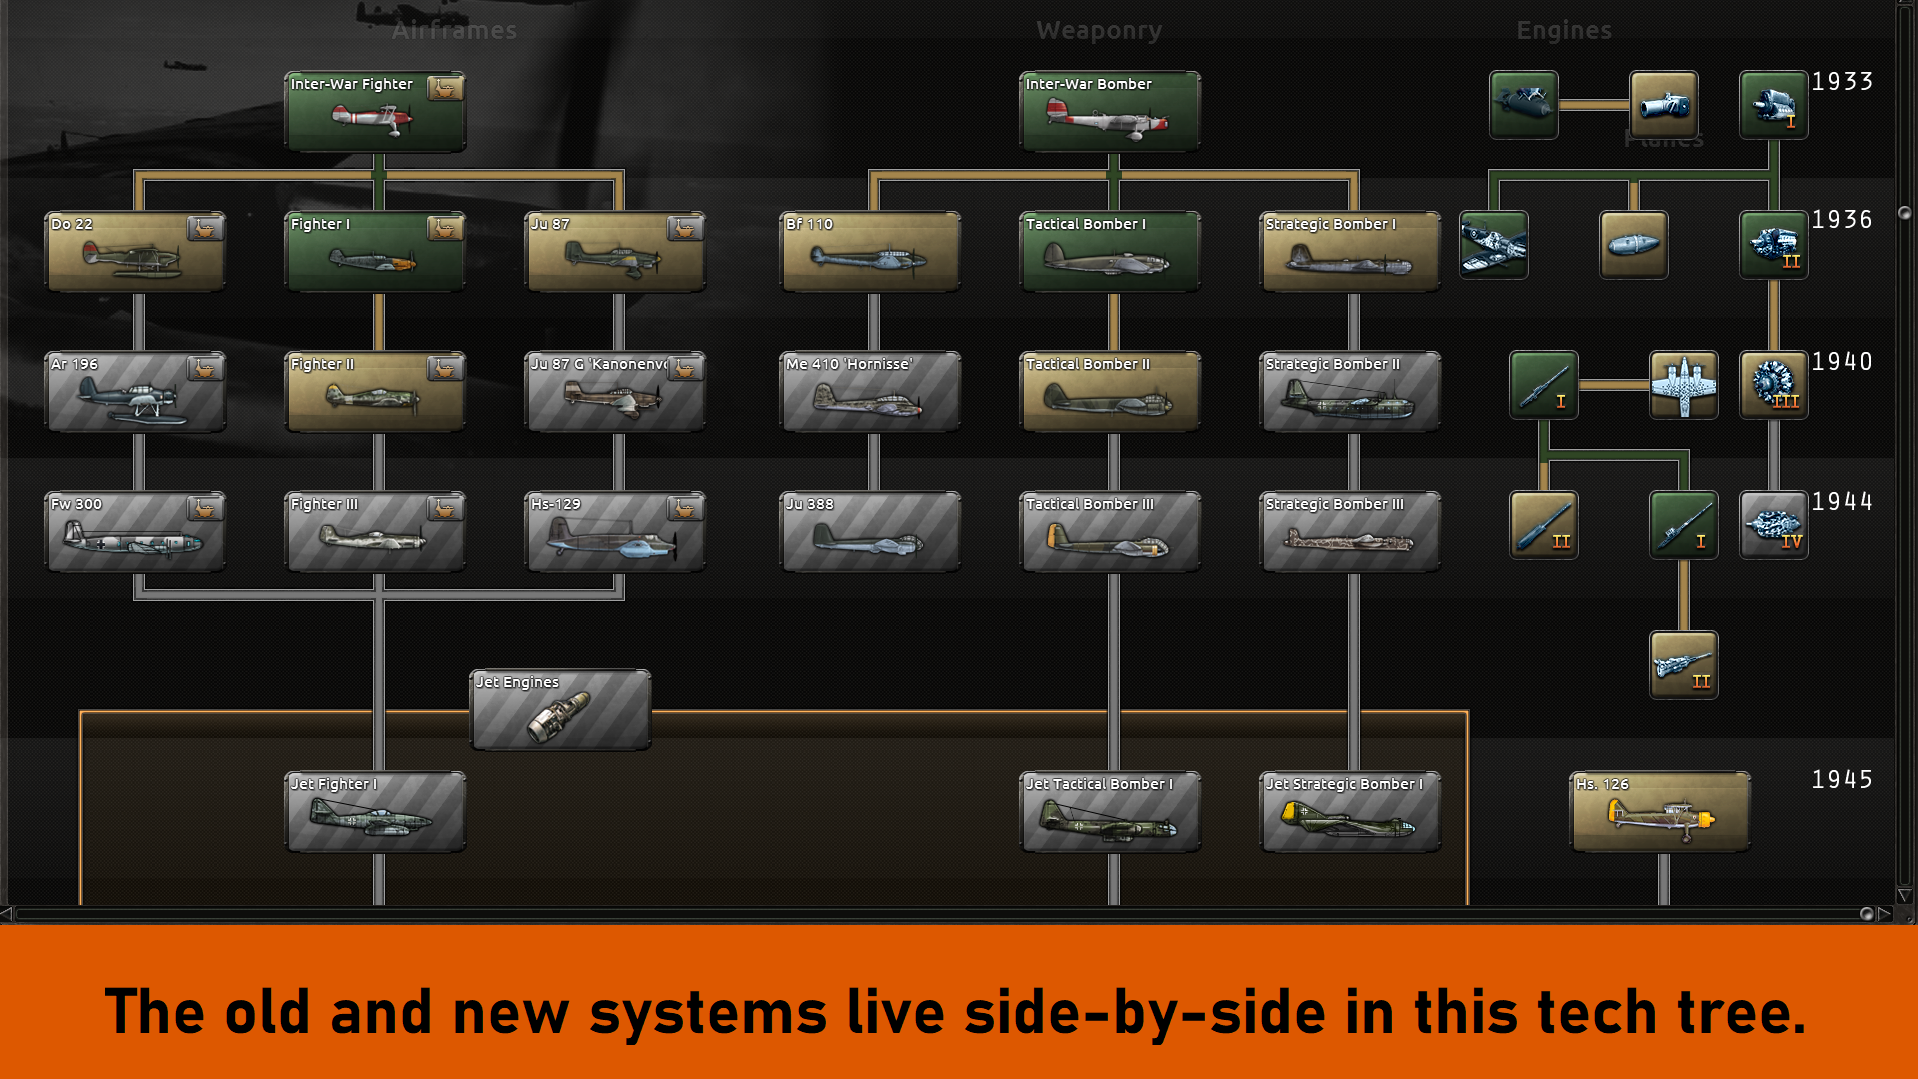 Airframes
Weaponry
Engines
Planes
Inter-War Fighter
Inter-War Bomber
I
1933
Do 22
Fighter I
Ju 87
Bf 110
Tactical Bomber I
Strategic Bomber I
II
1936
Ar 196
Fighter II
Ju 87 G 'Kanonenvo
Me 410 'Hornisse'
Tactical Bomber II
Strategic Bomber II
I
III
1940
Fw 300
Fighter III
Hs-129
Ju 388
Tactical Bomber III
Strategic Bomber III
II
I
IV
1944
II
Jet Engines
Jet Fighter I
Jet Tactical Bomber I
Jet Strategic Bomber I
Hs. 126
1945
The old and new systems live side-by-side in this tech tree.